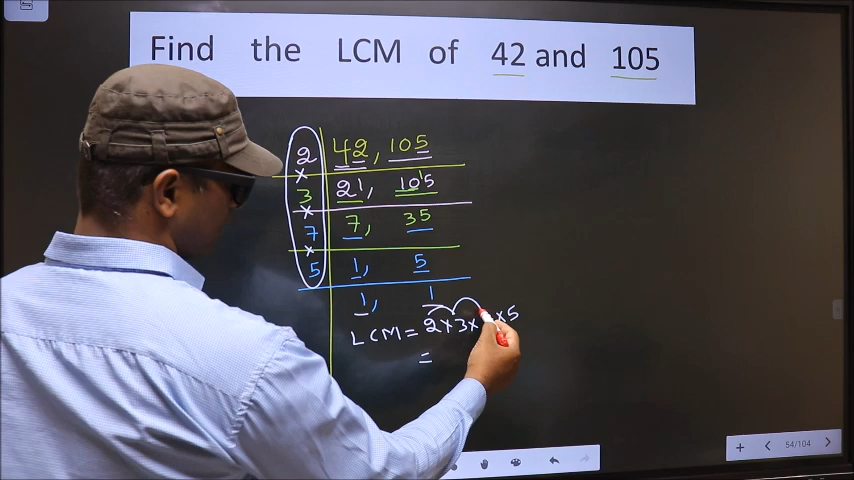 Find the LCM of 42 and 105
2 42, 105
×
3 21, 105
×
7 7, 35
×
5 1, 5
1, 1
LCM = 2×3× ×5
=
54/104